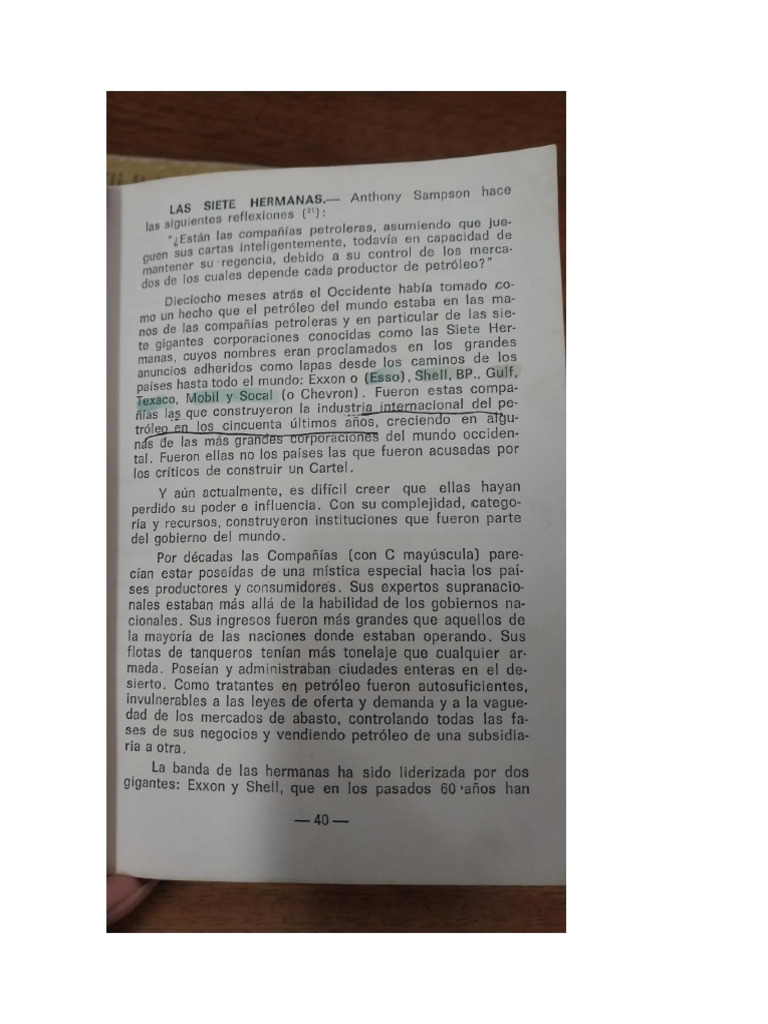 LAS SIETE HERMANAS.— Anthony Sampson hace
las siguientes reflexiones (²¹):
"¿Están las compañías petroleras, asumiendo que jue-
guen sus cartas inteligentemente, todavía en capacidad de
mantener su regencia, debido a su control de los merca-
dos de los cuales depende cada productor de petróleo?"
Dieciocho meses atrás el Occidente había tomado co-
mo un hecho que el petróleo del mundo estaba en las ma-
nos de las compañías petroleras y en particular de las sie-
te gigantes corporaciones conocidas como las Siete Her-
manas, cuyos nombres eran proclamados en los grandes
anuncios adheridos como lapas desde los caminos de los
países hasta todo el mundo: Exxon o (Esso), Shell, BP., Gulf,
Texaco, Mobil y Socal (o Chevron). Fueron estas compa-
ñías las que construyeron la industria internacional del pe-
tróleo en los cincuenta últimos años, creciendo en algu-
nas de las más grandes corporaciones del mundo occiden-
tal. Fueron ellas no los países las que fueron acusadas por
los críticos de construir un Cartel.
Y aún actualmente, es difícil creer que ellas hayan
perdido su poder e influencia. Con su complejidad, catego-
ría y recursos, construyeron instituciones que fueron parte
del gobierno del mundo.
Por décadas las Compañías (con C mayúscula) pare-
cían estar poseídas de una mística especial hacia los paí-
ses productores y consumidores. Sus expertos supranacio-
nales estaban más allá de la habilidad de los gobiernos na-
cionales. Sus ingresos fueron más grandes que aquellos de
la mayoría de las naciones donde estaban operando. Sus
flotas de tanqueros tenían más tonelaje que cualquier ar-
mada. Poseían y administraban ciudades enteras en el de-
sierto. Como tratantes en petróleo fueron autosuficientes,
invulnerables a las leyes de oferta y demanda y a la vague-
dad de los mercados de abasto, controlando todas las fa-
ses de sus negocios y vendiendo petróleo de una subsidia-
ria a otra.
La banda de las hermanas ha sido liderizada por dos
gigantes: Exxon y Shell, que en los pasados 60 años han
— 40 —